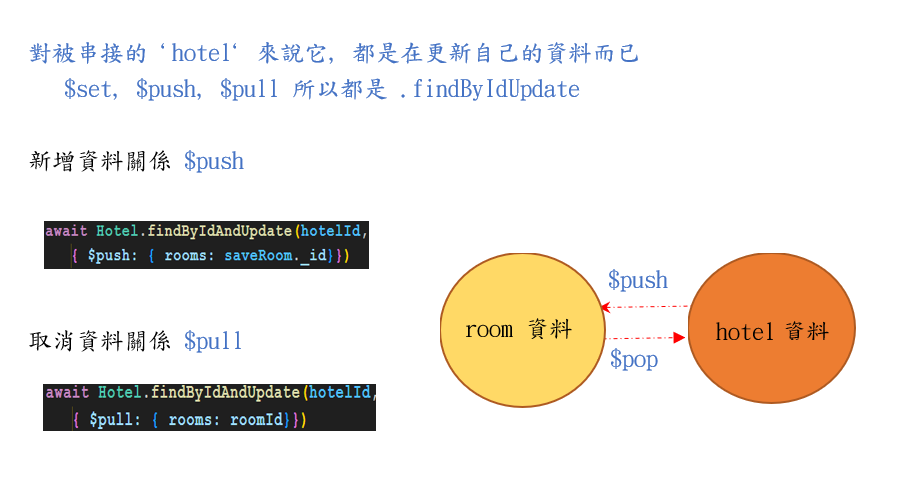 對被串接的‘hotel‘ 來說它, 都是在更新自己的資料而已
$set, $push, $pull 所以都是 .findByIdUpdate
新增資料關係 $push
await Hotel.findByIdAndUpdate(hotelId,
{ $push: { rooms: saveRoom._id}})
取消資料關係 $pull
await Hotel.findByIdAndUpdate(hotelId,
{ $pull: { rooms: roomId}})
$push
room 資料
hotel 資料
$pop